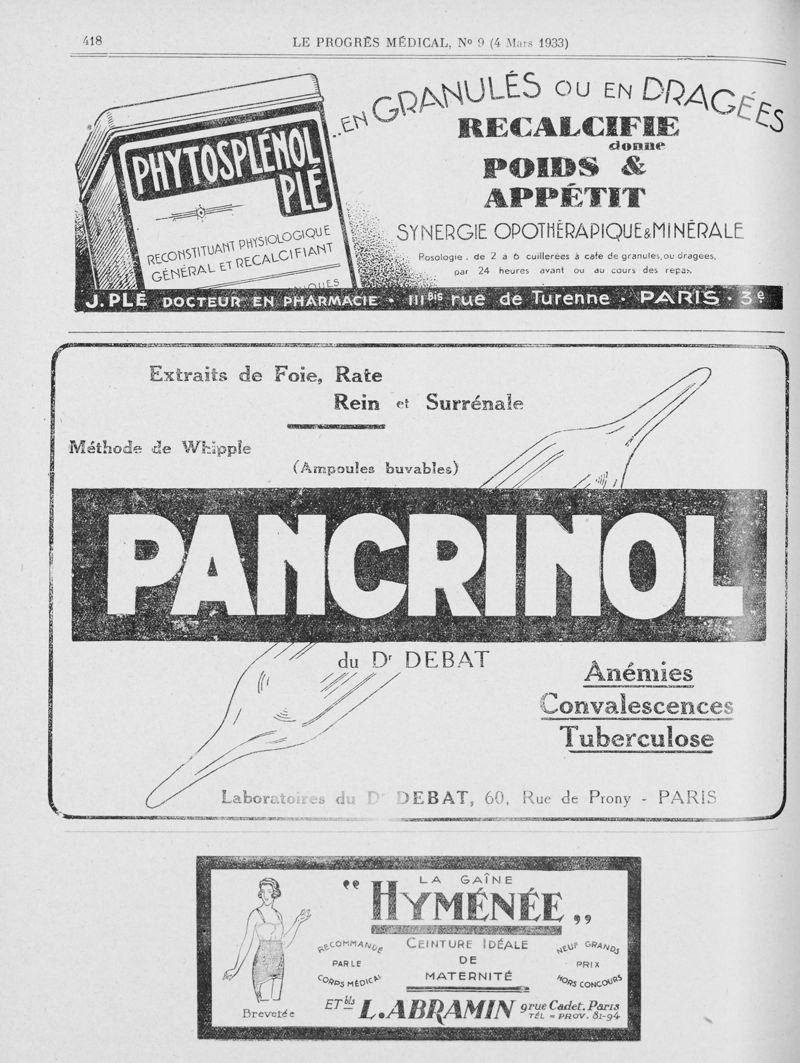 418
LE PROGRÈS MÉDICAL, No 9 (4 Mars 1933)
..EN GRANULÉS OU EN DRAGÉES
RECALCIFIE
donne
POIDS &
APPÉTIT
SYNERGIE OPOTHÉRAPIQUE & MINÉRALE
Posologie . de 2 à 6 cuillerées à café de granulés, ou dragées,
par 24 heures avant ou au cours des repas.
PHYTOSPLÉNOL
PLÉ
RECONSTITUANT PHYSIOLOGIQUE
GÉNÉRAL ET RECALCIFIANT
J. PLÉ DOCTEUR EN PHARMACIE · 111 BIS rue de Turenne · PARIS · 3e
Extraits de Foie, Rate
Rein et Surrénale
Méthode de Whipple
(Ampoules buvables)
PANCRINOL
du Dr DEBAT
Anémies
Convalescences
Tuberculose
Laboratoires du Dr DEBAT, 60, Rue de Prony - PARIS
LA GAÎNE
"HYMÉNÉE"
CEINTURE IDÉALE
DE
MATERNITÉ
RECOMMANDÉ
PAR LE
CORPS MÉDICAL
NEUF GRANDS
PRIX
HORS CONCOURS
Brevetée
ETbls L. ABRAMIN 9 rue Cadet. Paris
TÉL = PROV. 81-94